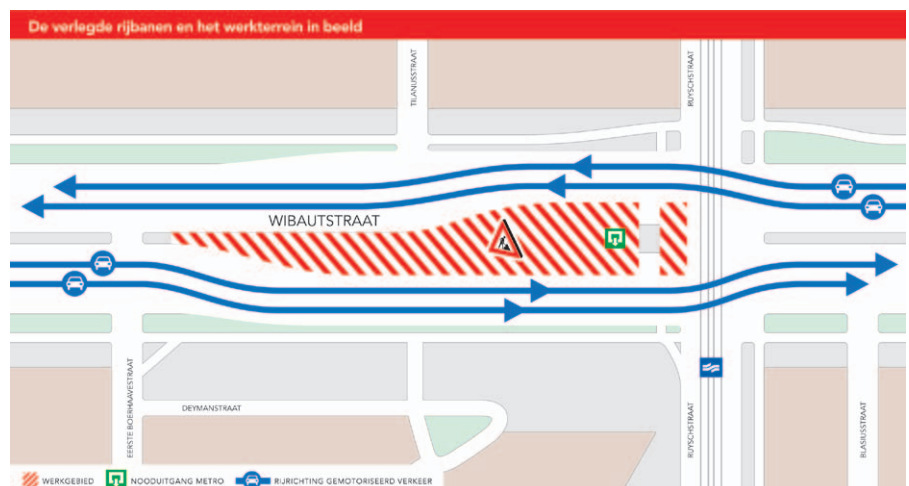 De verlegde rijbanen en het werkterrein in beeld
TILANUSSTRAAT
RUYSCHSTRAAT
WIBAUTSTRAAT
EERSTE BOERHAAVESTRAAT
DEYMANSTRAAT
RUYSCHSTRAAT
BLASIUSSTRAAT
WERKGEBIED
NOODUITGANG METRO
RIJRICHTING GEMOTORISEERD VERKEER